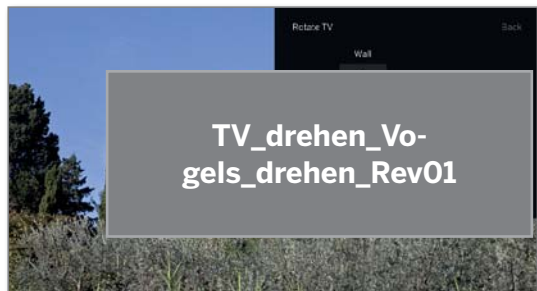 Rotate TV
Back
Wall
TV_drehen_Vo-
gels_drehen_Rev01